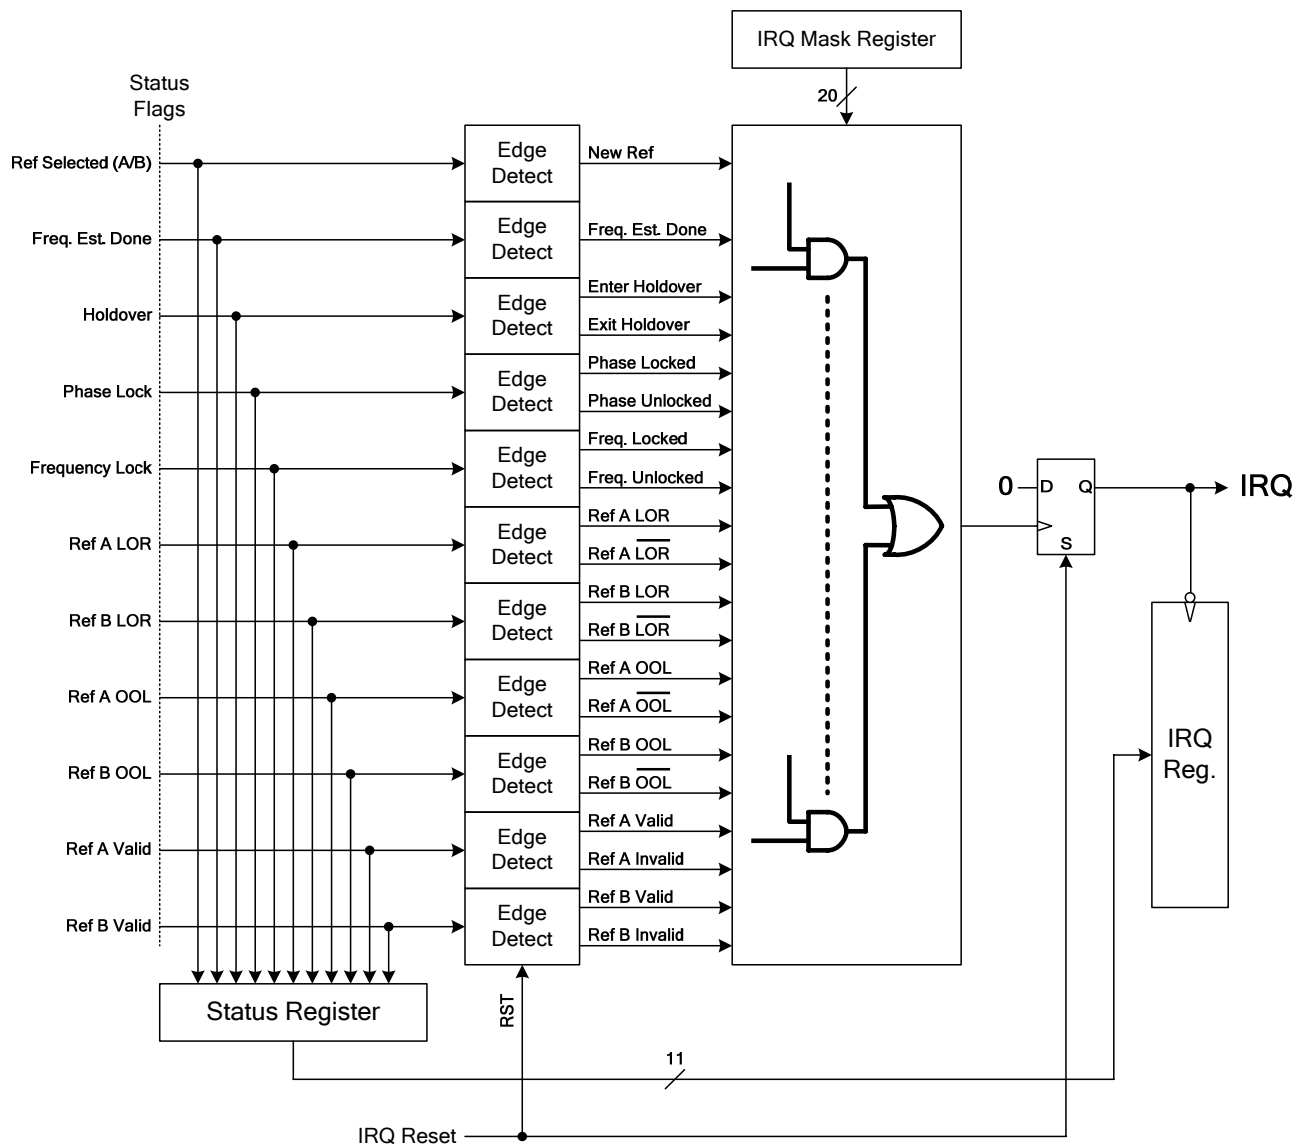 IRQ Mask Register
20
Status
Flags
Ref Selected (A/B)
Edge
Detect
New Ref
Freq. Est. Done
Edge
Detect
Freq. Est. Done
Holdover
Edge
Detect
Enter Holdover
Exit Holdover
Phase Lock
Edge
Detect
Phase Locked
Phase Unlocked
Frequency Lock
Edge
Detect
Freq. Locked
Freq. Unlocked
Ref A LOR
Edge
Detect
Ref A LOR
Ref A L̅O̅R̅
Ref B LOR
Edge
Detect
Ref B LOR
Ref B L̅O̅R̅
Ref A OOL
Edge
Detect
Ref A OOL
Ref A O̅O̅L̅
Ref B OOL
Edge
Detect
Ref B OOL
Ref B O̅O̅L̅
Ref A Valid
Edge
Detect
Ref A Valid
Ref A Invalid
Ref B Valid
Edge
Detect
Ref B Valid
Ref B Invalid
0
D
Q
S
IRQ
IRQ
Reg.
Status Register
RST
11
IRQ Reset